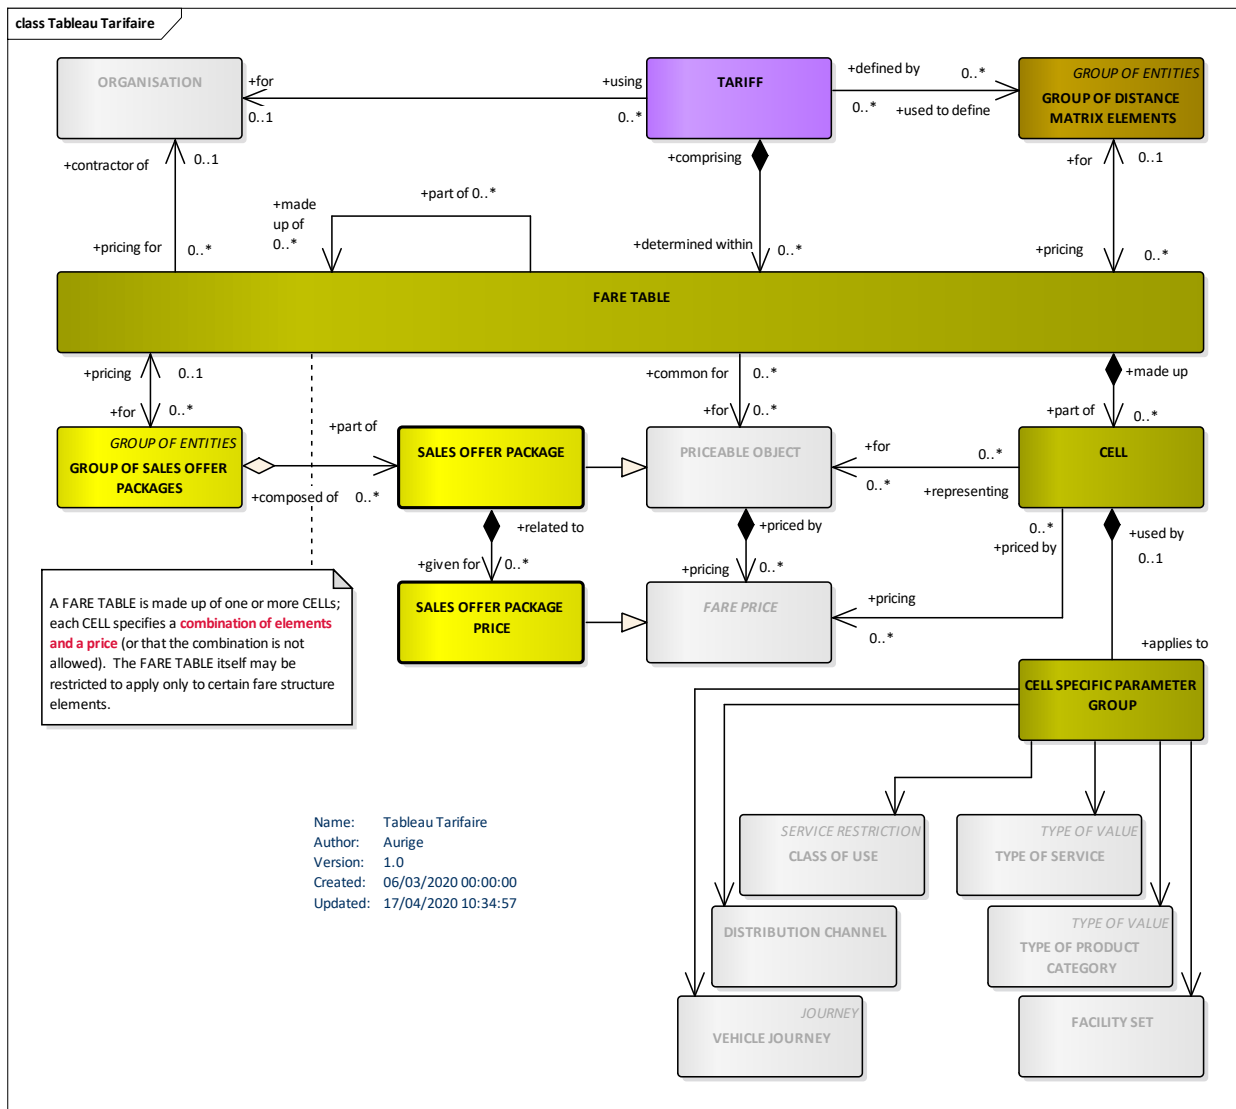 class Tableau Tarifaire
ORGANISATION
+for
0..1
+using
0..*
TARIFF
+defined by
0..*
0..*
+used to define
GROUP OF ENTITIES
GROUP OF DISTANCE
MATRIX ELEMENTS
+contractor of
0..1
+pricing for
0..*
+made
up of
0..*
+part of 0..*
+comprising
+determined within
0..*
+for
0..1
+pricing
0..*
FARE TABLE
+pricing
0..1
+for
0..*
+common for
0..*
+for
0..*
+made up
+part of
0..*
GROUP OF ENTITIES
GROUP OF SALES OFFER
PACKAGES
+part of
+composed of
0..*
SALES OFFER PACKAGE
PRICEABLE OBJECT
+for
0..*
0..*
+representing
CELL
+related to
+given for
0..*
+priced by
+pricing
0..*
0..*
+priced by
+pricing
0..*
+used by
0..1
+applies to
SALES OFFER PACKAGE
PRICE
FARE PRICE
A FARE TABLE is made up of one or more CELLs;
each CELL specifies a combination of elements
and a price (or that the combination is not
allowed). The FARE TABLE itself may be
restricted to apply only to certain fare structure
elements.
CELL SPECIFIC PARAMETER
GROUP
Name: Tableau Tarifaire
Author: Aurige
Version: 1.0
Created: 06/03/2020 00:00:00
Updated: 17/04/2020 10:34:57
SERVICE RESTRICTION
CLASS OF USE
TYPE OF VALUE
TYPE OF SERVICE
DISTRIBUTION CHANNEL
TYPE OF VALUE
TYPE OF PRODUCT
CATEGORY
JOURNEY
VEHICLE JOURNEY
FACILITY SET